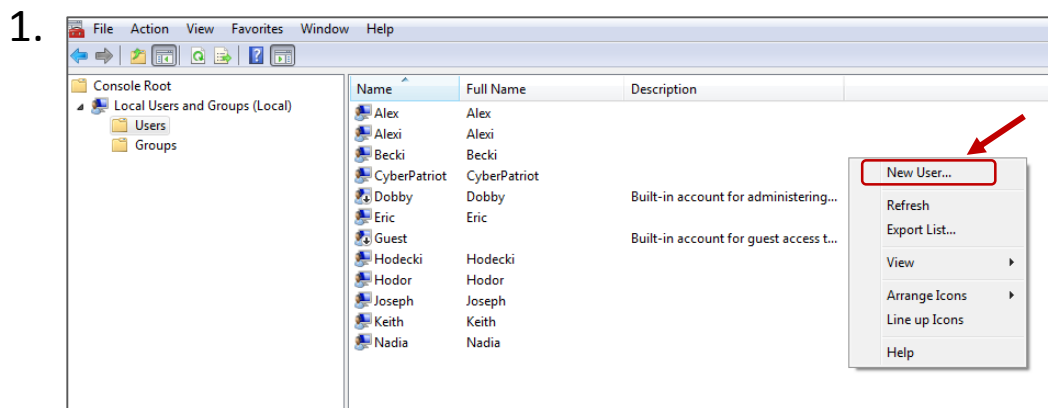 1.
File Action View Favorites Window Help
Console Root
Local Users and Groups (Local)
Users
Groups
Name Full Name Description
Alex Alex
Alexi Alexi
Becki Becki
CyberPatriot CyberPatriot
Dobby Dobby Built-in account for administering...
Eric Eric
Guest Built-in account for guest access t...
Hodecki Hodecki
Hodor Hodor
Joseph Joseph
Keith Keith
Nadia Nadia
New User...
Refresh
Export List...
View
Arrange Icons
Line up Icons
Help